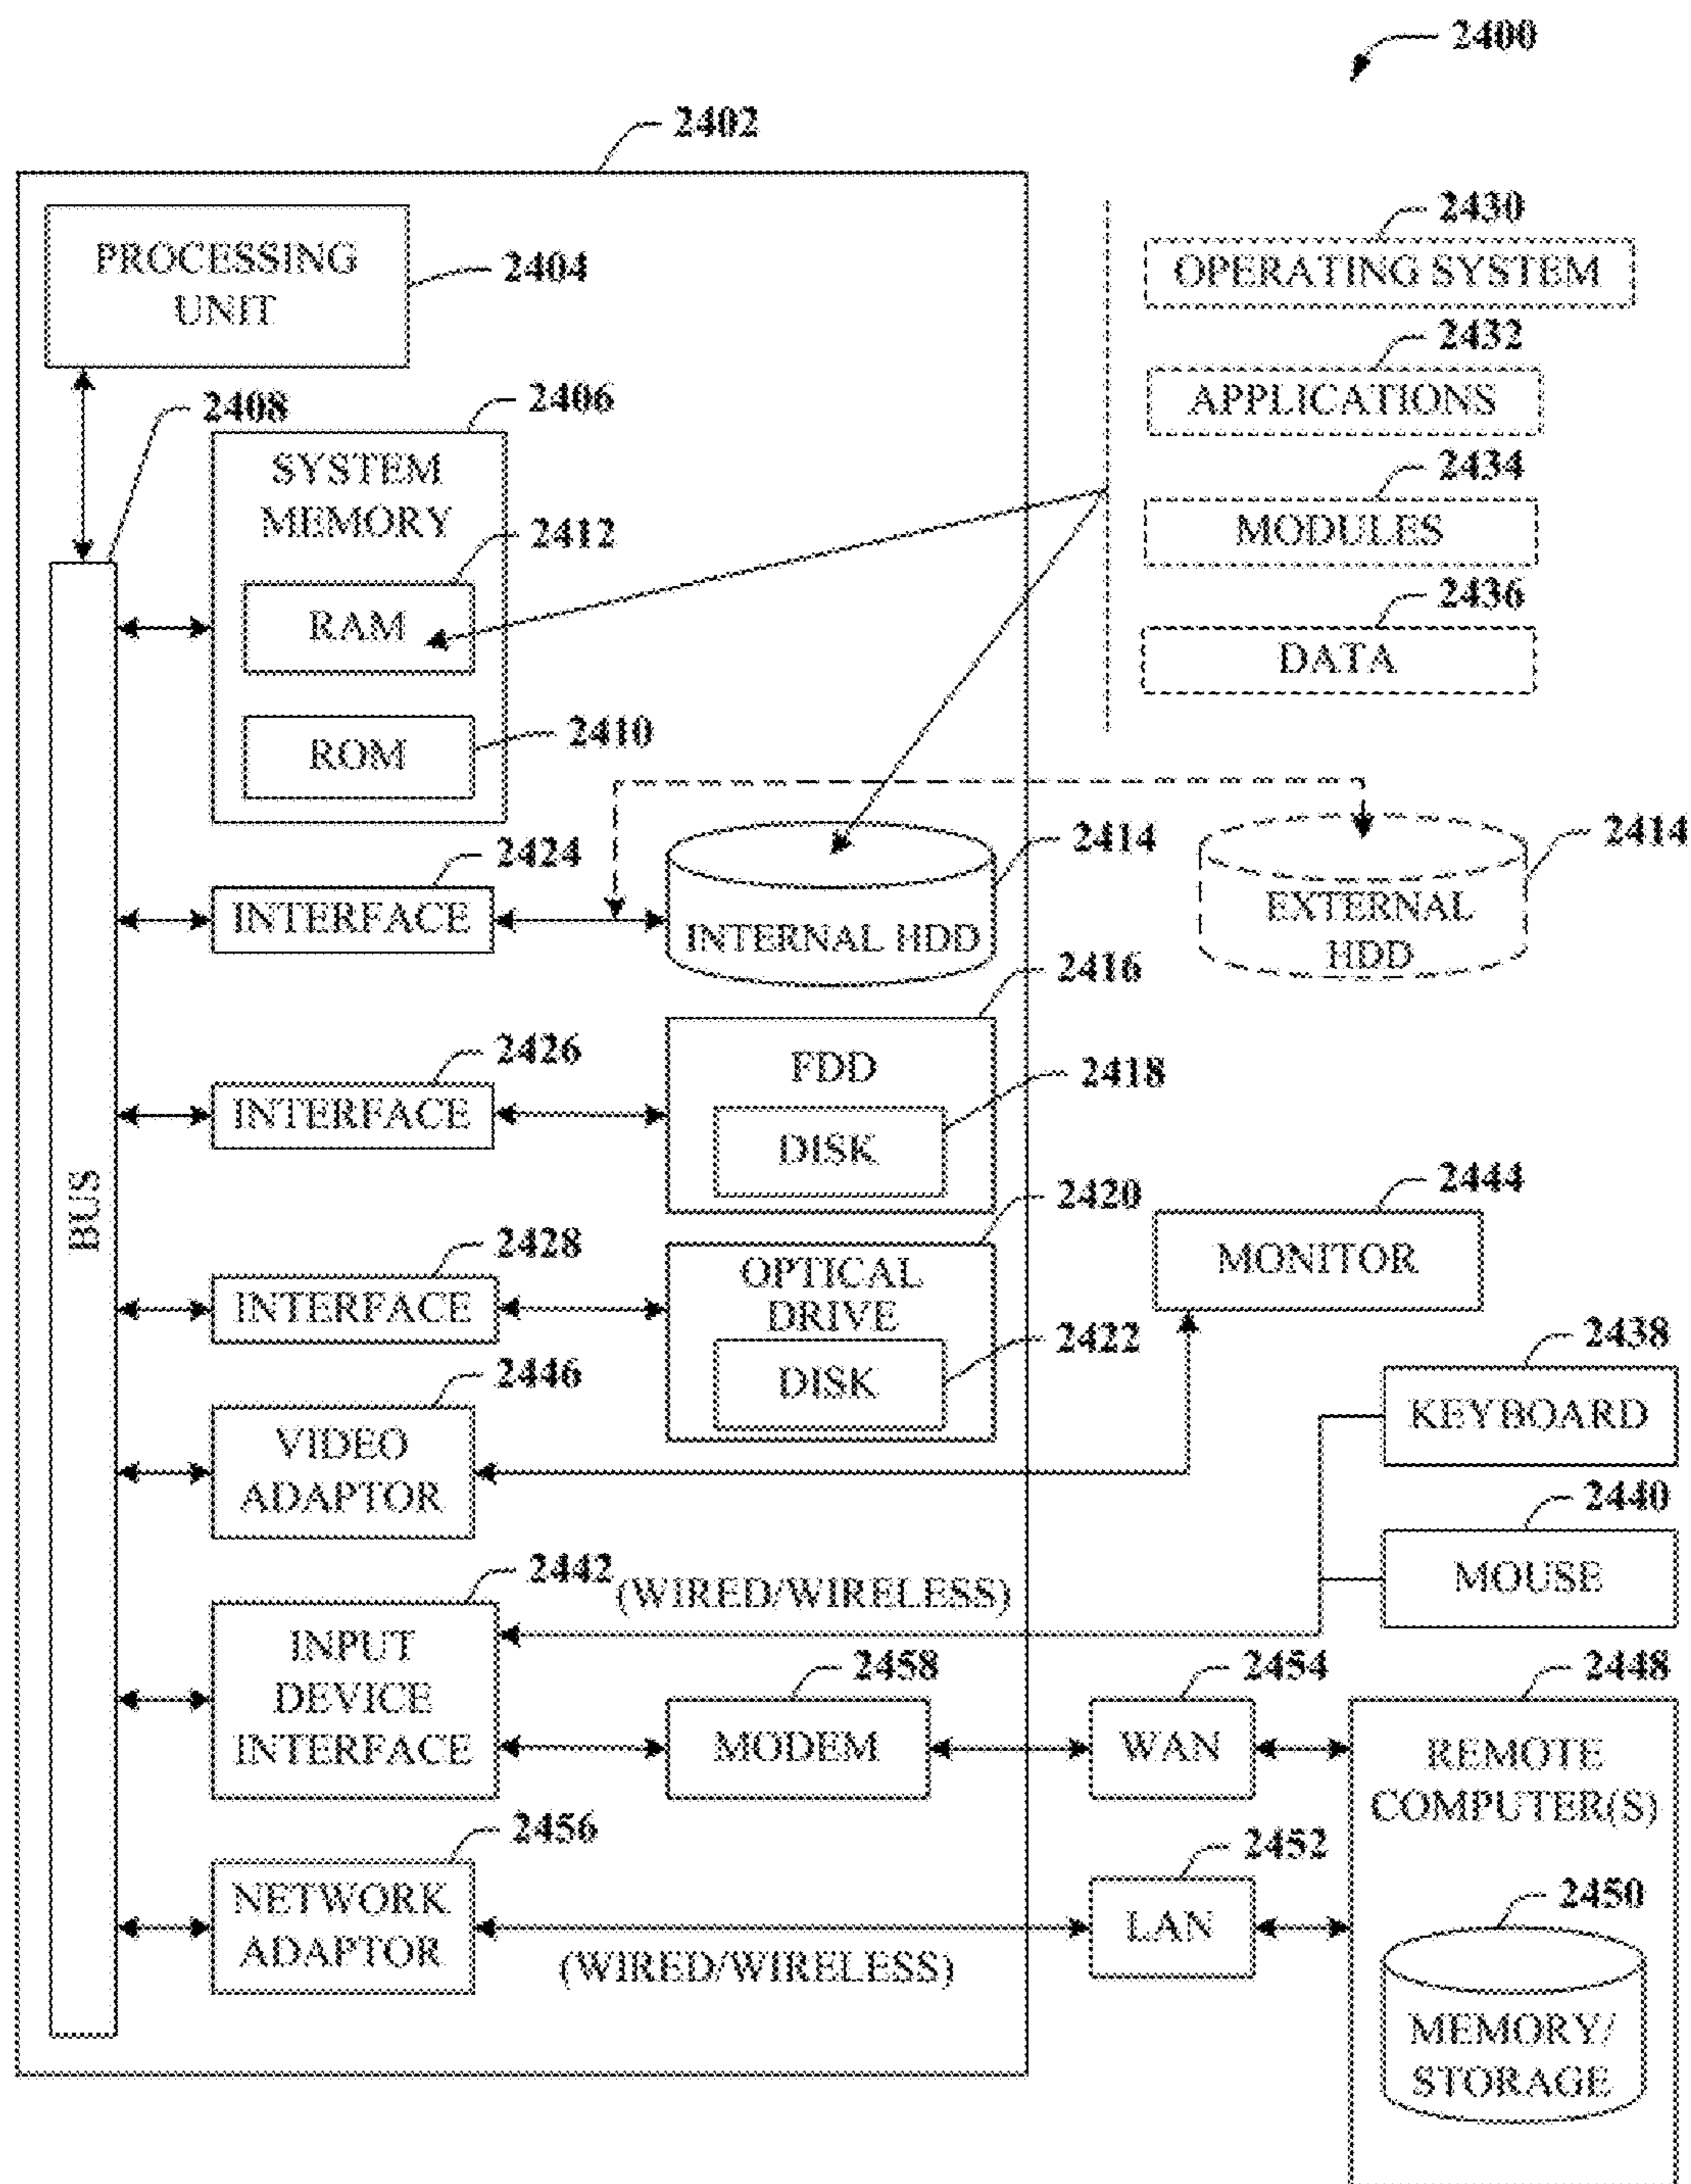 2400
2402
PROCESSING
UNIT
2404
2430
OPERATING SYSTEM
2432
APPLICATIONS
2434
MODULES
2436
DATA
2408
2406
SYSTEM
MEMORY
2412
RAM
2410
ROM
2424
INTERFACE
2414
INTERNAL HDD
2414
EXTERNAL
HDD
2416
FDD
2418
DISK
2426
INTERFACE
BUS
2420
OPTICAL
DRIVE
2422
DISK
2428
INTERFACE
2444
MONITOR
2446
VIDEO
ADAPTOR
2438
KEYBOARD
2440
MOUSE
2442
(WIRED/WIRELESS)
INPUT
DEVICE
INTERFACE
2458
MODEM
2454
WAN
2448
REMOTE
COMPUTER(S)
2456
NETWORK
ADAPTOR
(WIRED/WIRELESS)
2452
LAN
2450
MEMORY/
STORAGE